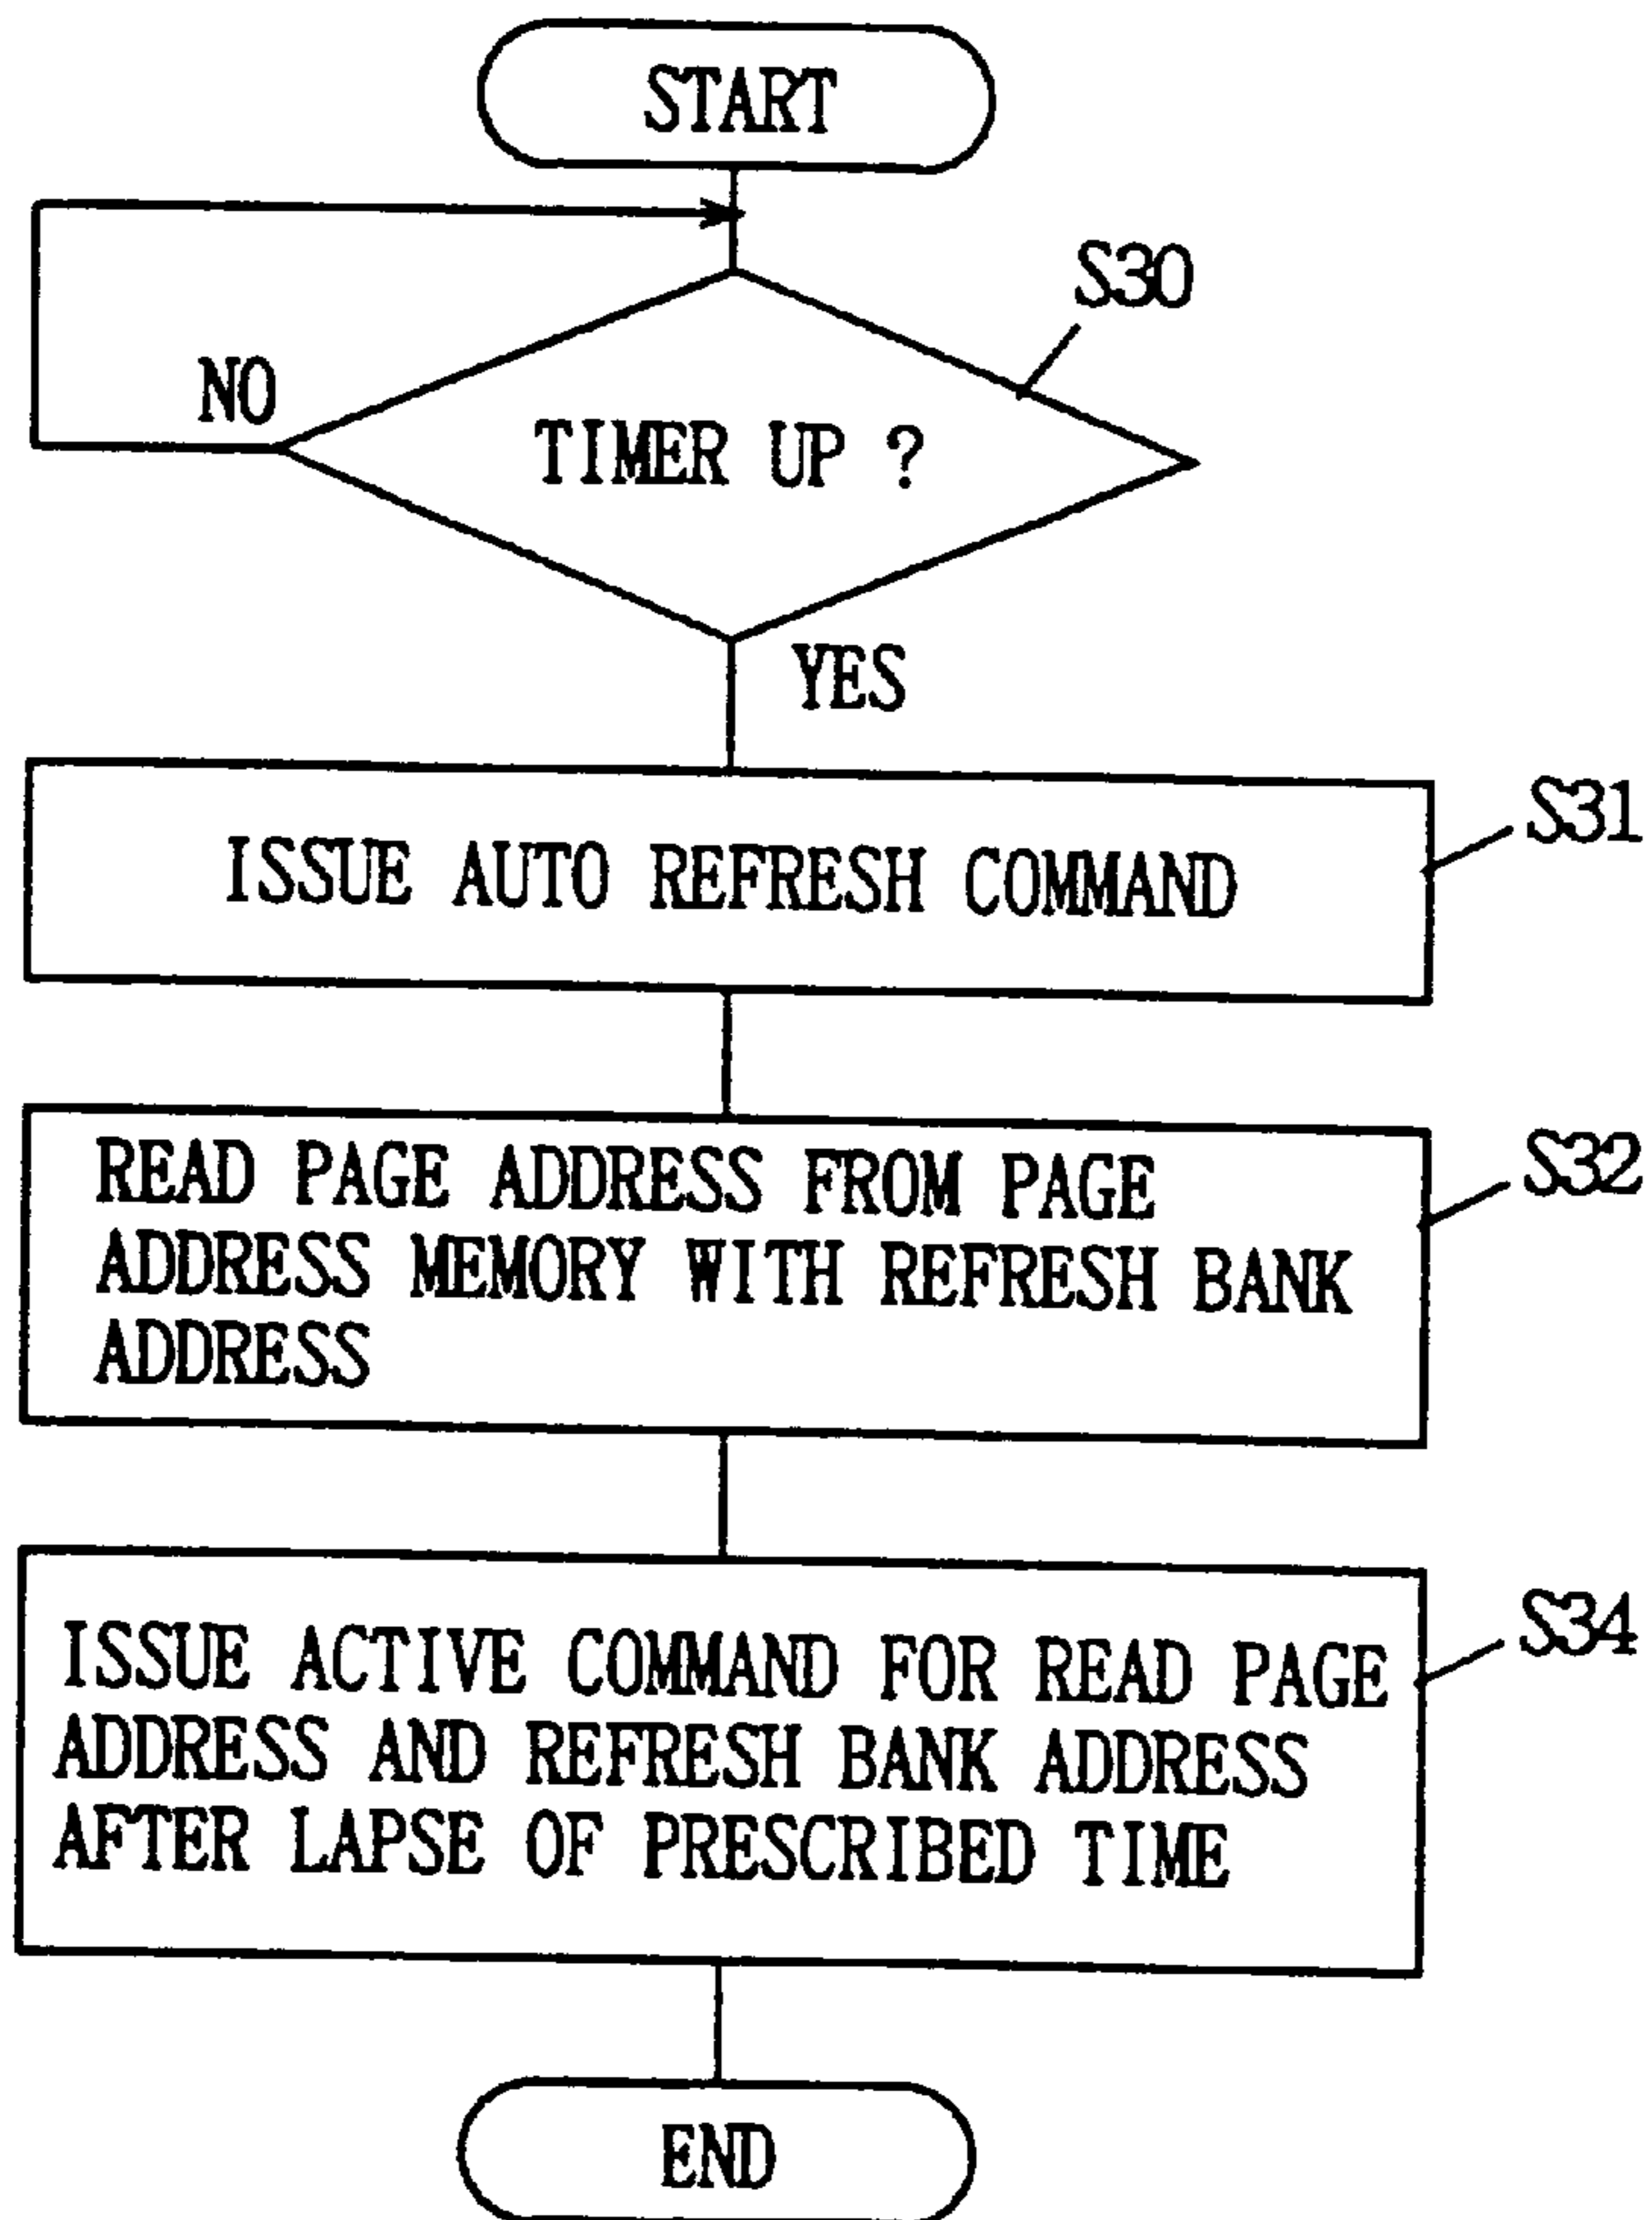 START
S30
NO
TIMER UP ?
YES
ISSUE AUTO REFRESH COMMAND
S31
READ PAGE ADDRESS FROM PAGE
ADDRESS MEMORY WITH REFRESH BANK
ADDRESS
S32
ISSUE ACTIVE COMMAND FOR READ PAGE
ADDRESS AND REFRESH BANK ADDRESS
AFTER LAPSE OF PRESCRIBED TIME
S34
END